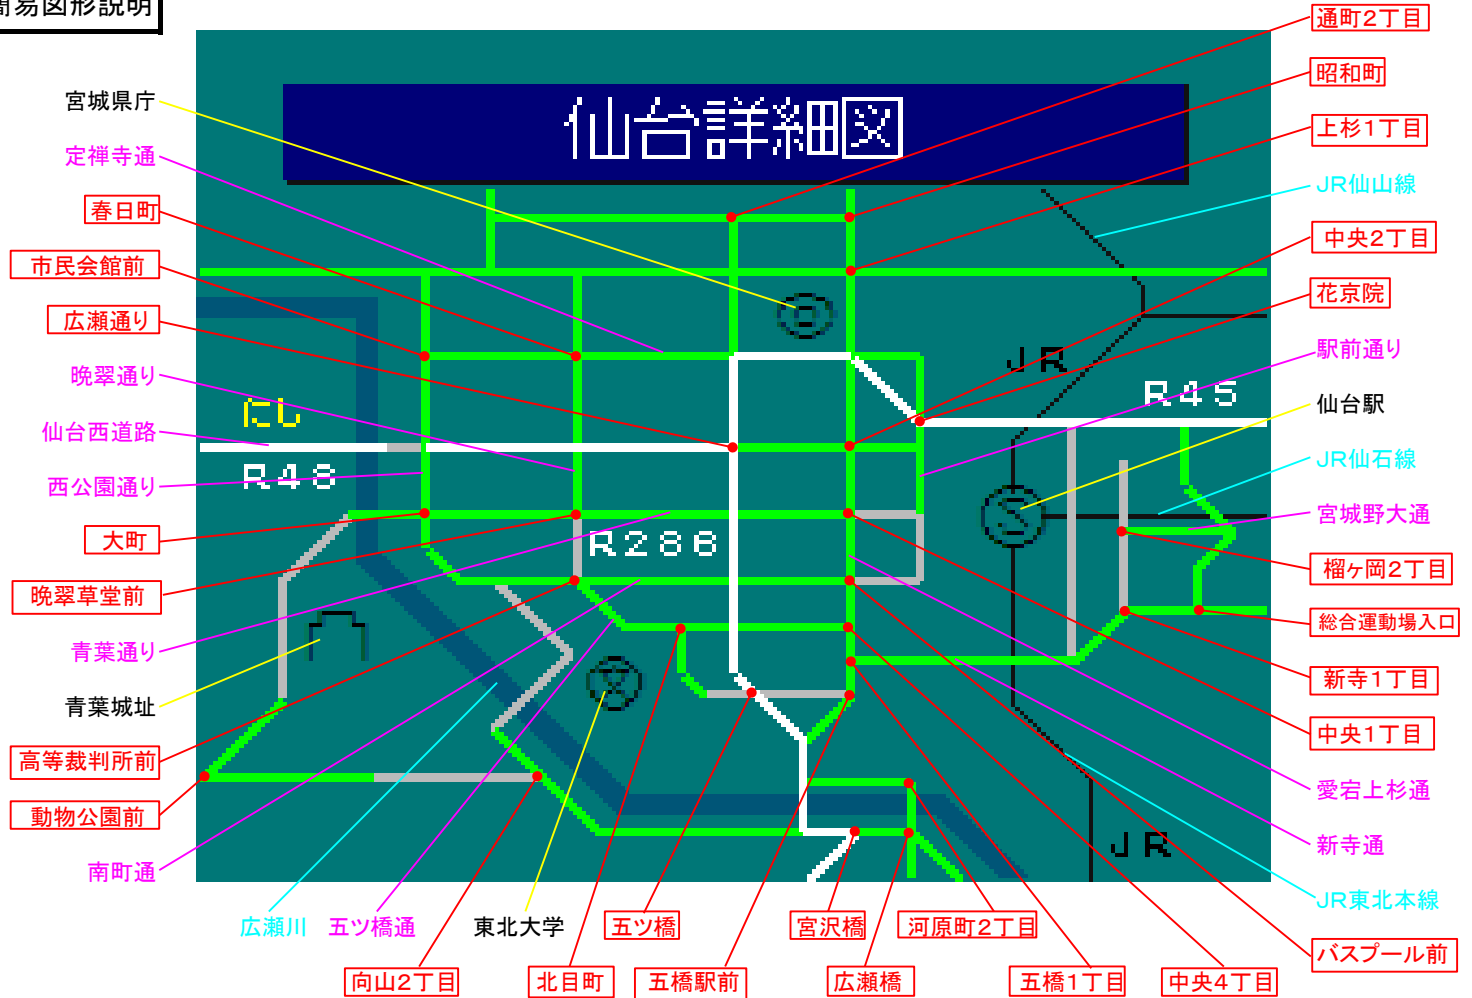 簡易図形説明
通町2丁目
昭和町
上杉1丁目
JR仙山線
中央2丁目
花京院
駅前通り
仙台駅
JR仙石線
宮城野大通
榴ヶ岡2丁目
総合運動場入口
新寺1丁目
中央1丁目
愛宕上杉通
新寺通
JR東北本線
バスプール前
宮城県庁
定禅寺通
春日町
市民会館前
広瀬通り
晩翠通り
仙台西道路
西公園通り
大町
晩翠草堂前
青葉通り
青葉城址
高等裁判所前
動物公園前
南町通
仙台詳細図
JR
R45
にし
R48
R286
S
文
JR
広瀬川
五ツ橋通
東北大学
五ツ橋
宮沢橋
河原町2丁目
向山2丁目
北目町
五橋駅前
広瀬橋
五橋1丁目
中央4丁目